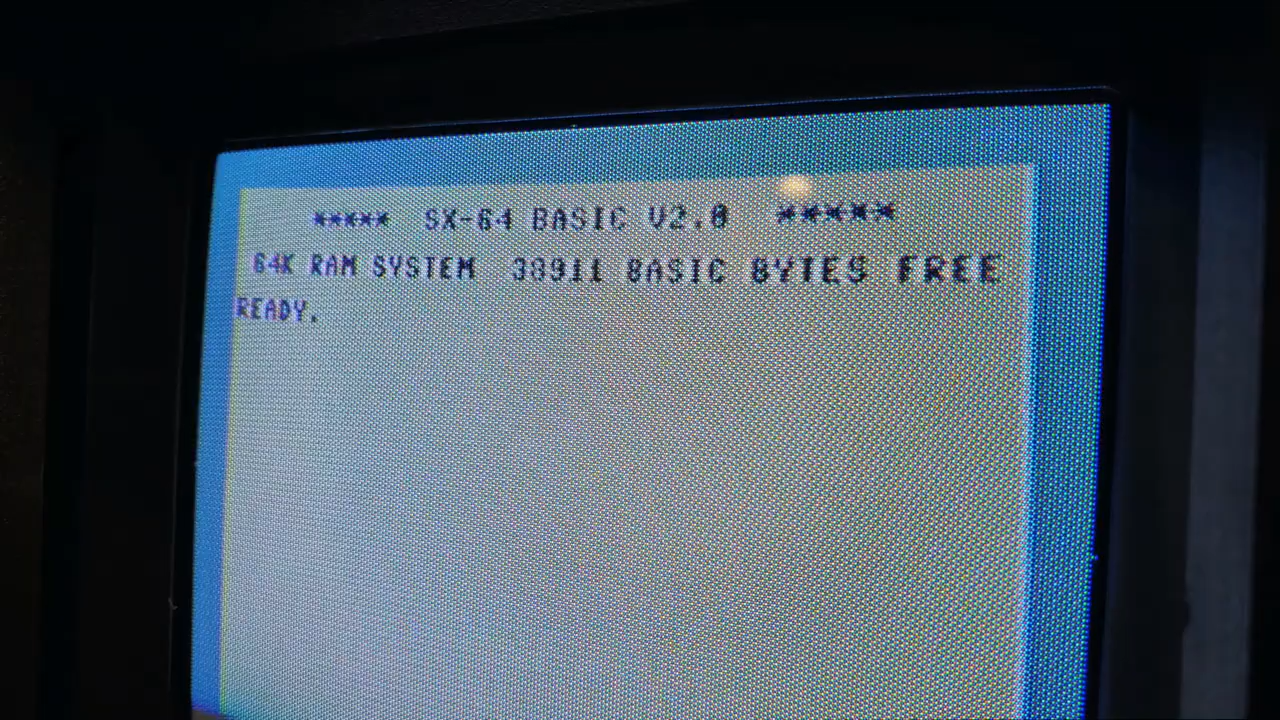 ***** SX-64 BASIC V2.0 *****
64K RAM SYSTEM 38911 BASIC BYTES FREE
READY.